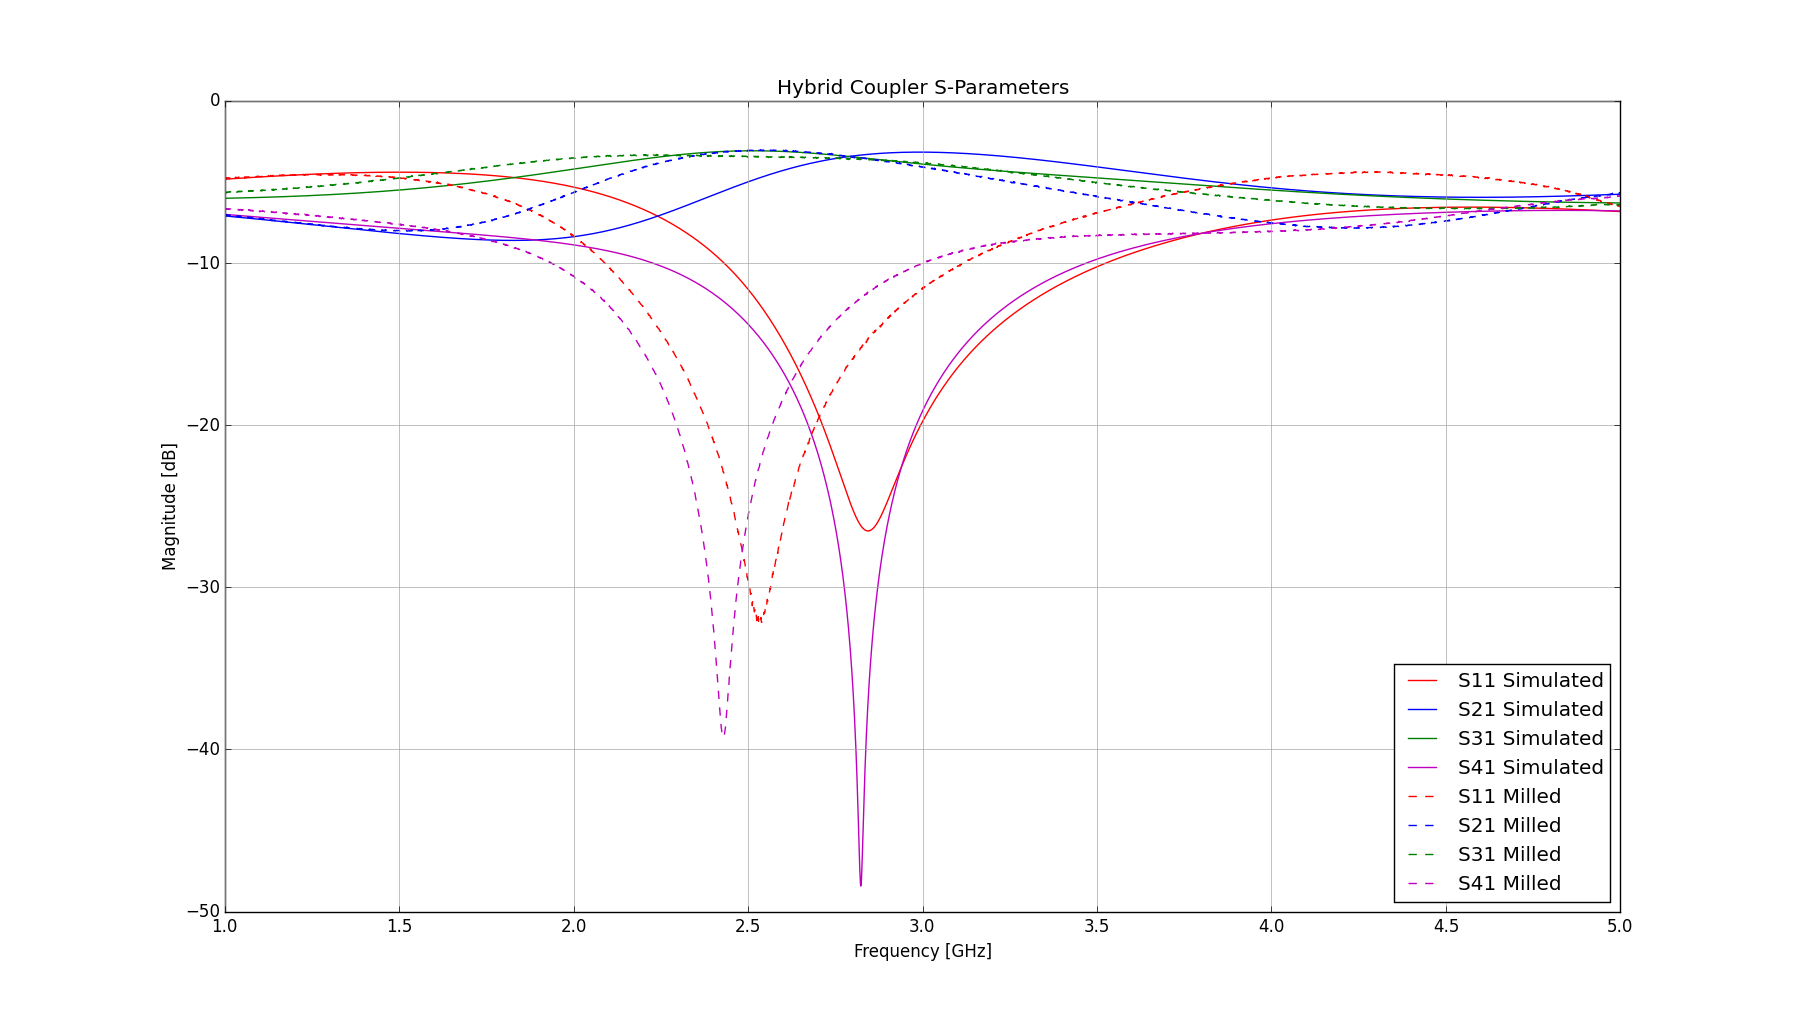 Hybrid Coupler S-Parameters
0
−10
−20
−30
−40
−50
Magnitude [dB]
1.0 1.5 2.0 2.5 3.0 3.5 4.0 4.5 5.0
Frequency [GHz]
S11 Simulated
S21 Simulated
S31 Simulated
S41 Simulated
S11 Milled
S21 Milled
S31 Milled
S41 Milled